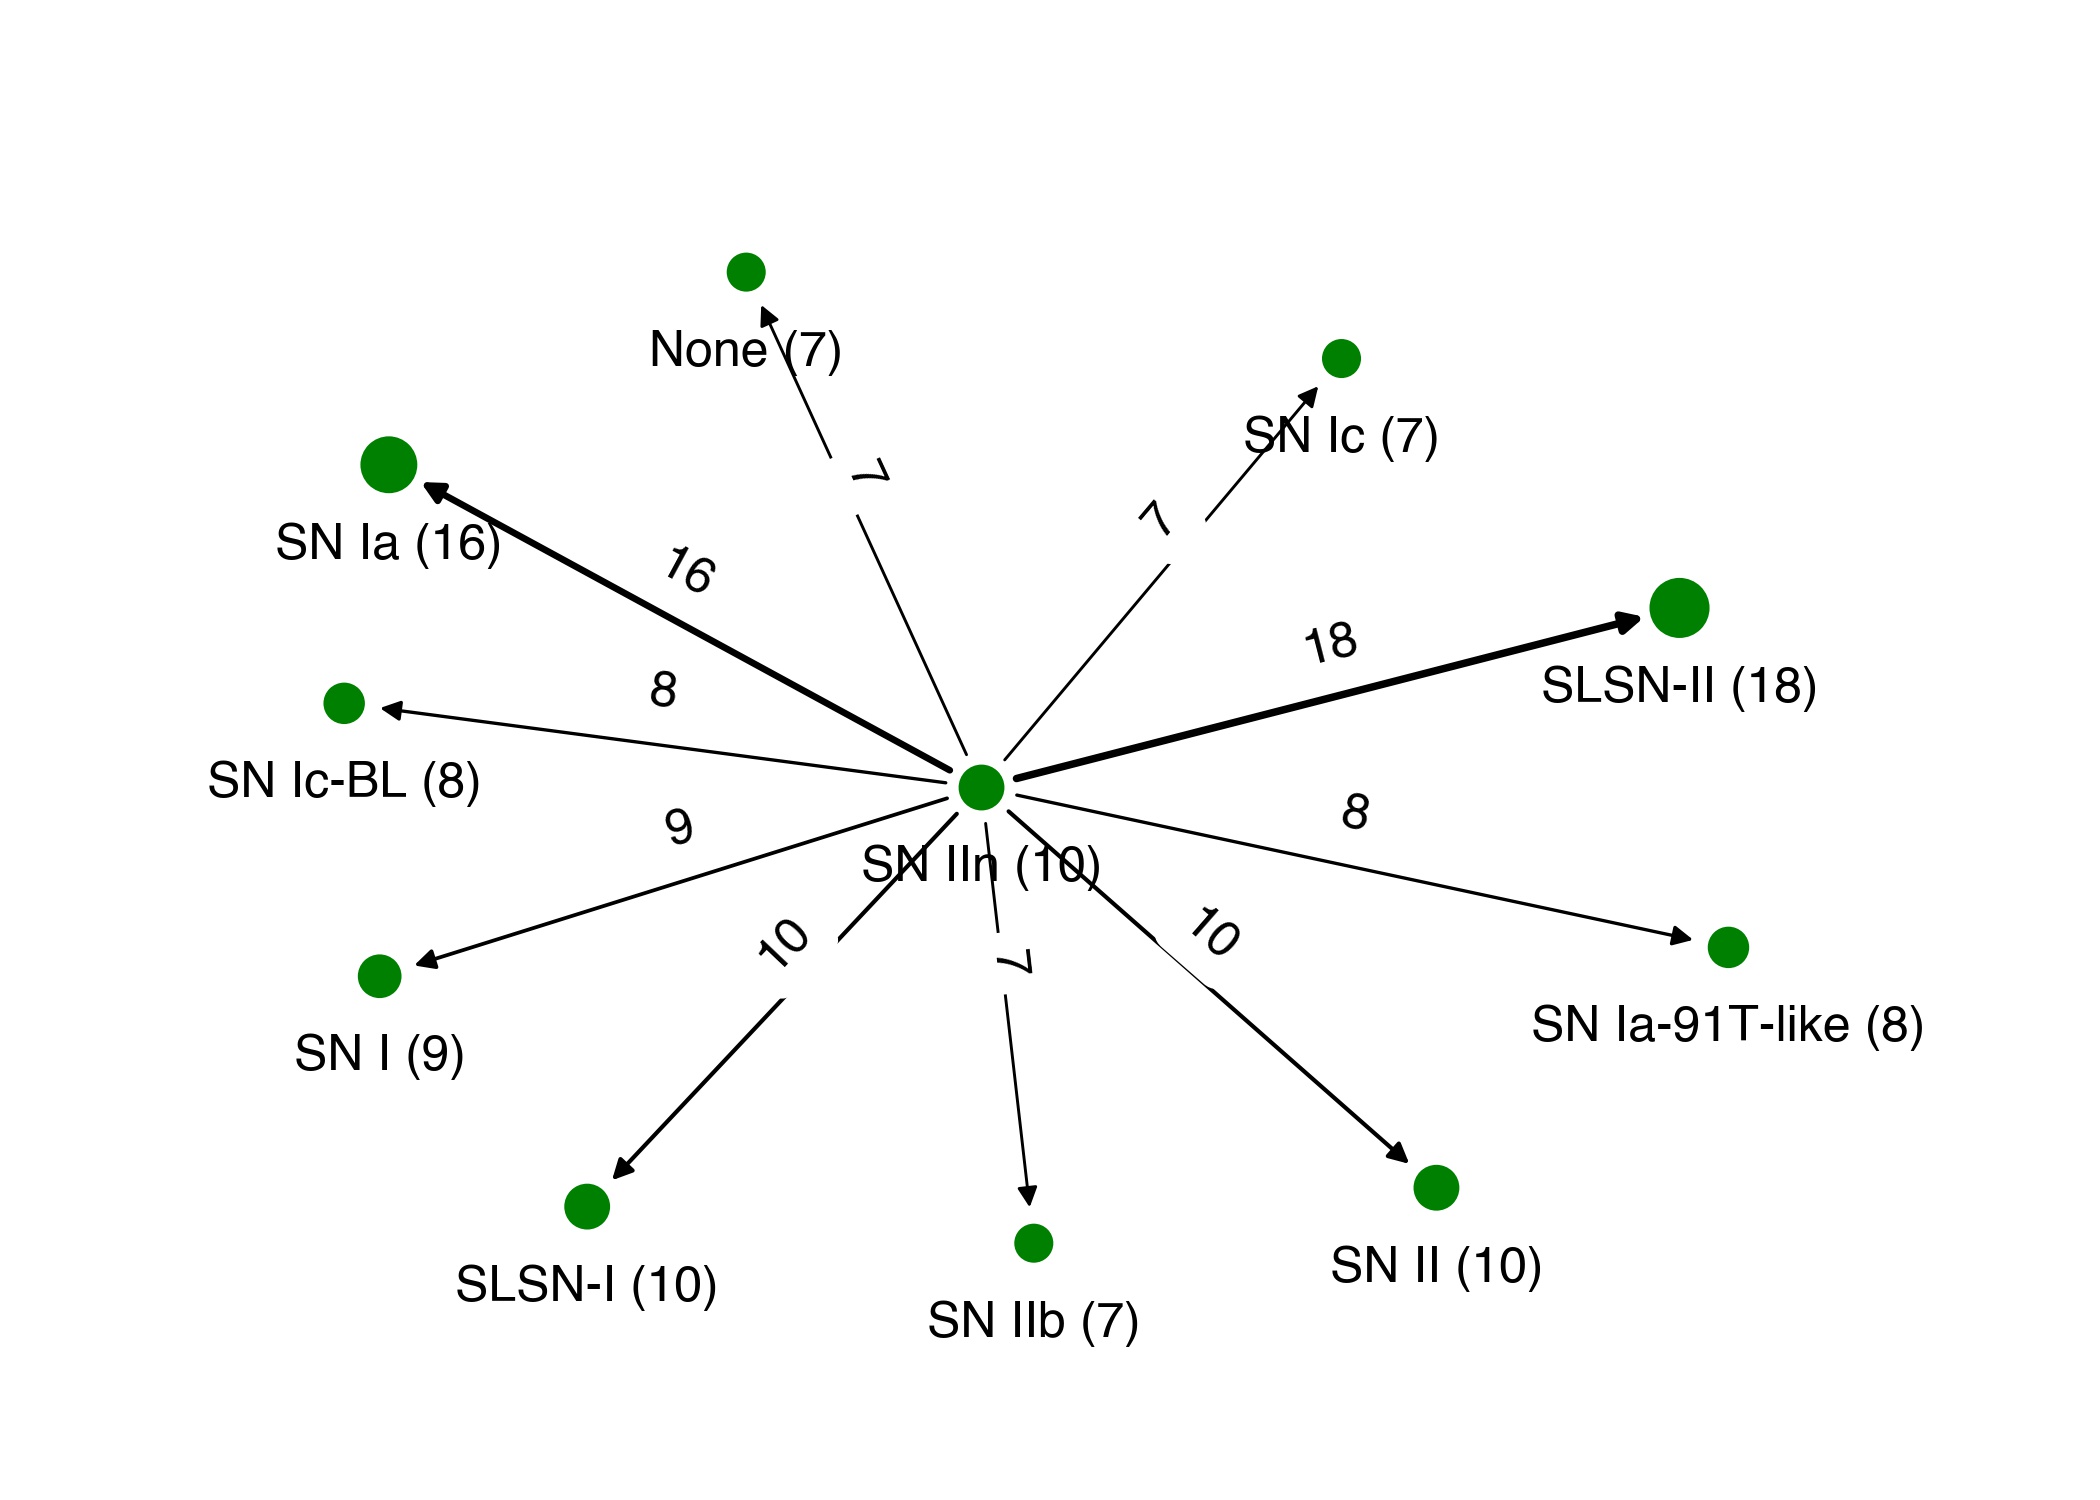 None (7)
SN Ic (7)
7
7
SN Ia (16)
16
18
SLSN-II (18)
8
SN Ic-BL (8)
9
8
SN IIn (10)
10
7
10
SN Ia-91T-like (8)
SN I (9)
SLSN-I (10)
SN IIb (7)
SN II (10)